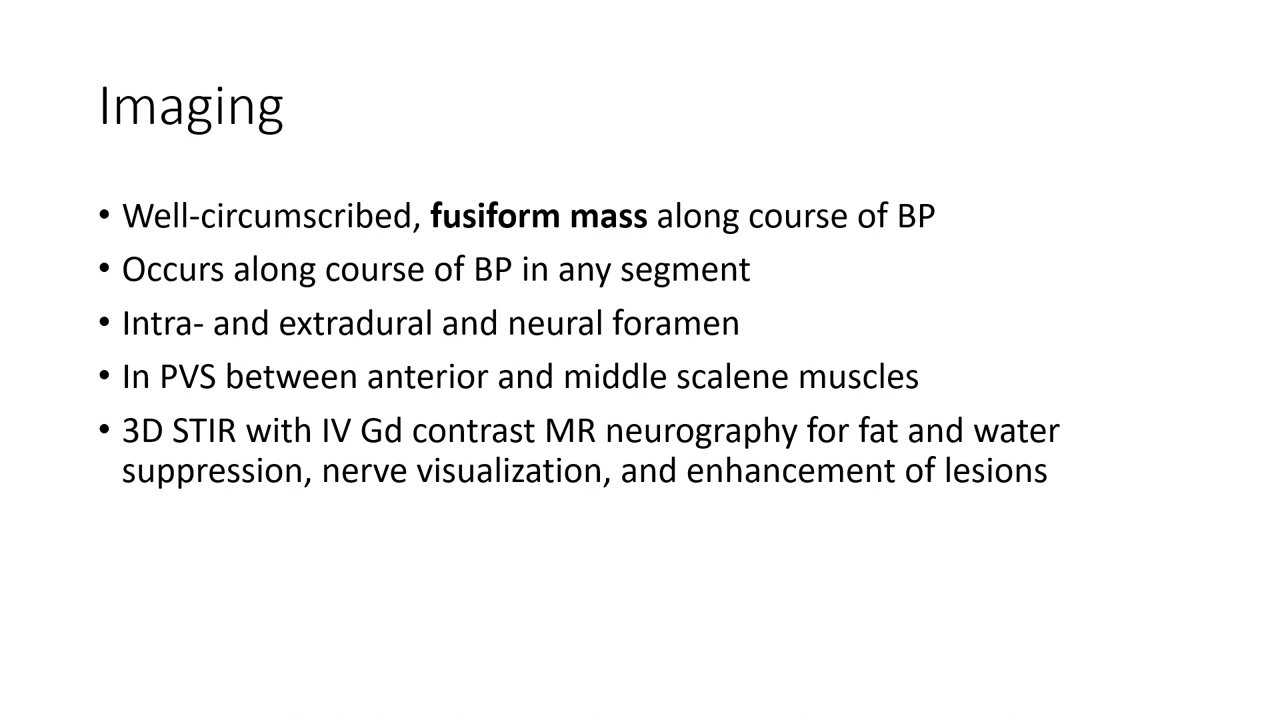 Imaging
• Well-circumscribed, fusiform mass along course of BP
• Occurs along course of BP in any segment
• Intra- and extradural and neural foramen
• In PVS between anterior and middle scalene muscles
• 3D STIR with IV Gd contrast MR neurography for fat and water
suppression, nerve visualization, and enhancement of lesions